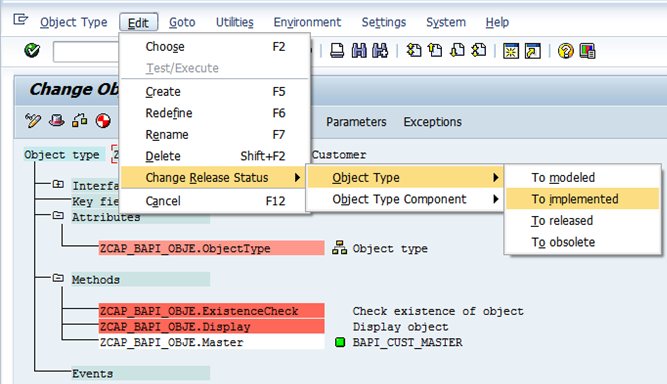 Object Type Edit Goto Utilities Environment Settings System Help
Choose F2
Test/Execute
Create F5
Redefine F6
Rename F7
Delete Shift+F2
Change Release Status
Cancel F12
Object Type
Object Type Component
To modeled
To implemented
To released
To obsolete
Change Ob
Parameters Exceptions
Object type Z Customer
Interfa
Key fie
Attributes
ZCAP_BAPI_OBJE.ObjectType Object type
Methods
ZCAP_BAPI_OBJE.ExistenceCheck Check existence of object
ZCAP_BAPI_OBJE.Display Display object
ZCAP_BAPI_OBJE.Master BAPI_CUST_MASTER
Events